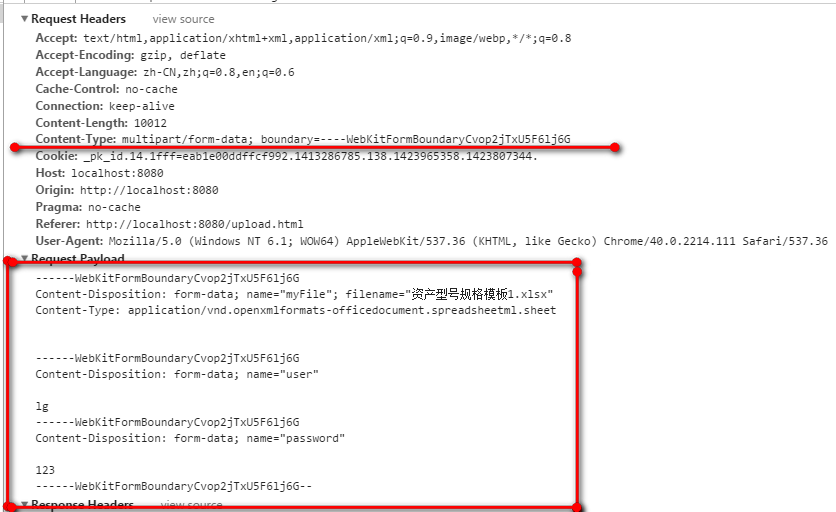 Request Headers view source
Accept: text/html,application/xhtml+xml,application/xml;q=0.9,image/webp,*/*;q=0.8
Accept-Encoding: gzip, deflate
Accept-Language: zh-CN,zh;q=0.8,en;q=0.6
Cache-Control: no-cache
Connection: keep-alive
Content-Length: 10012
Content-Type: multipart/form-data; boundary=----WebKitFormBoundaryCvop2jTxU5F6lj6G
Cookie: _pk_id.14.1fff=eab1e00ddffcf992.1413286785.138.1423965358.1423807344.
Host: localhost:8080
Origin: http://localhost:8080
Pragma: no-cache
Referer: http://localhost:8080/upload.html
User-Agent: Mozilla/5.0 (Windows NT 6.1; WOW64) AppleWebKit/537.36 (KHTML, like Gecko) Chrome/40.0.2214.111 Safari/537.36
Request Payload
------WebKitFormBoundaryCvop2jTxU5F6lj6G
Content-Disposition: form-data; name="myFile"; filename="资产型号规格模板1.xlsx"
Content-Type: application/vnd.openxmlformats-officedocument.spreadsheetml.sheet
------WebKitFormBoundaryCvop2jTxU5F6lj6G
Content-Disposition: form-data; name="user"
lg
------WebKitFormBoundaryCvop2jTxU5F6lj6G
Content-Disposition: form-data; name="password"
123
------WebKitFormBoundaryCvop2jTxU5F6lj6G--
Response Headers view source